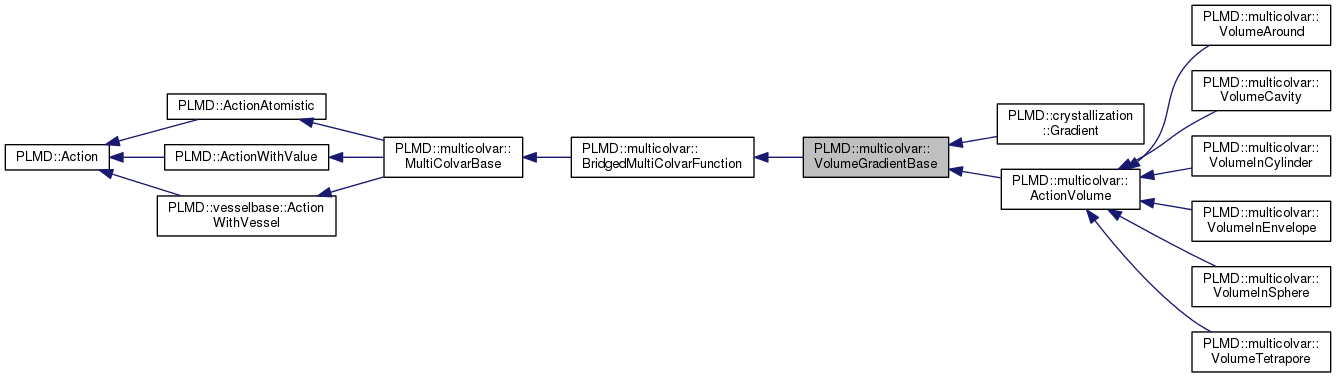 PLMD::Action
PLMD::ActionAtomistic
PLMD::ActionWithValue
PLMD::vesselbase::Action
WithVessel
PLMD::multicolvar::
MultiColvarBase
PLMD::multicolvar::
BridgedMultiColvarFunction
PLMD::multicolvar::
VolumeGradientBase
PLMD::crystallization
::Gradient
PLMD::multicolvar::
ActionVolume
PLMD::multicolvar::
VolumeAround
PLMD::multicolvar::
VolumeCavity
PLMD::multicolvar::
VolumeInCylinder
PLMD::multicolvar::
VolumeInEnvelope
PLMD::multicolvar::
VolumeInSphere
PLMD::multicolvar::
VolumeTetrapore